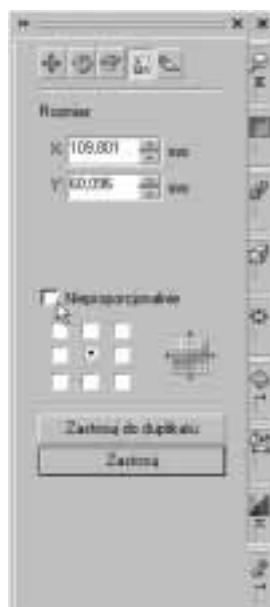 Rozmiar
X: 109,801 mm
Y: 60,096 mm
Nieproporcjonalnie
Zastosuj do duplikatu
Zastosuj